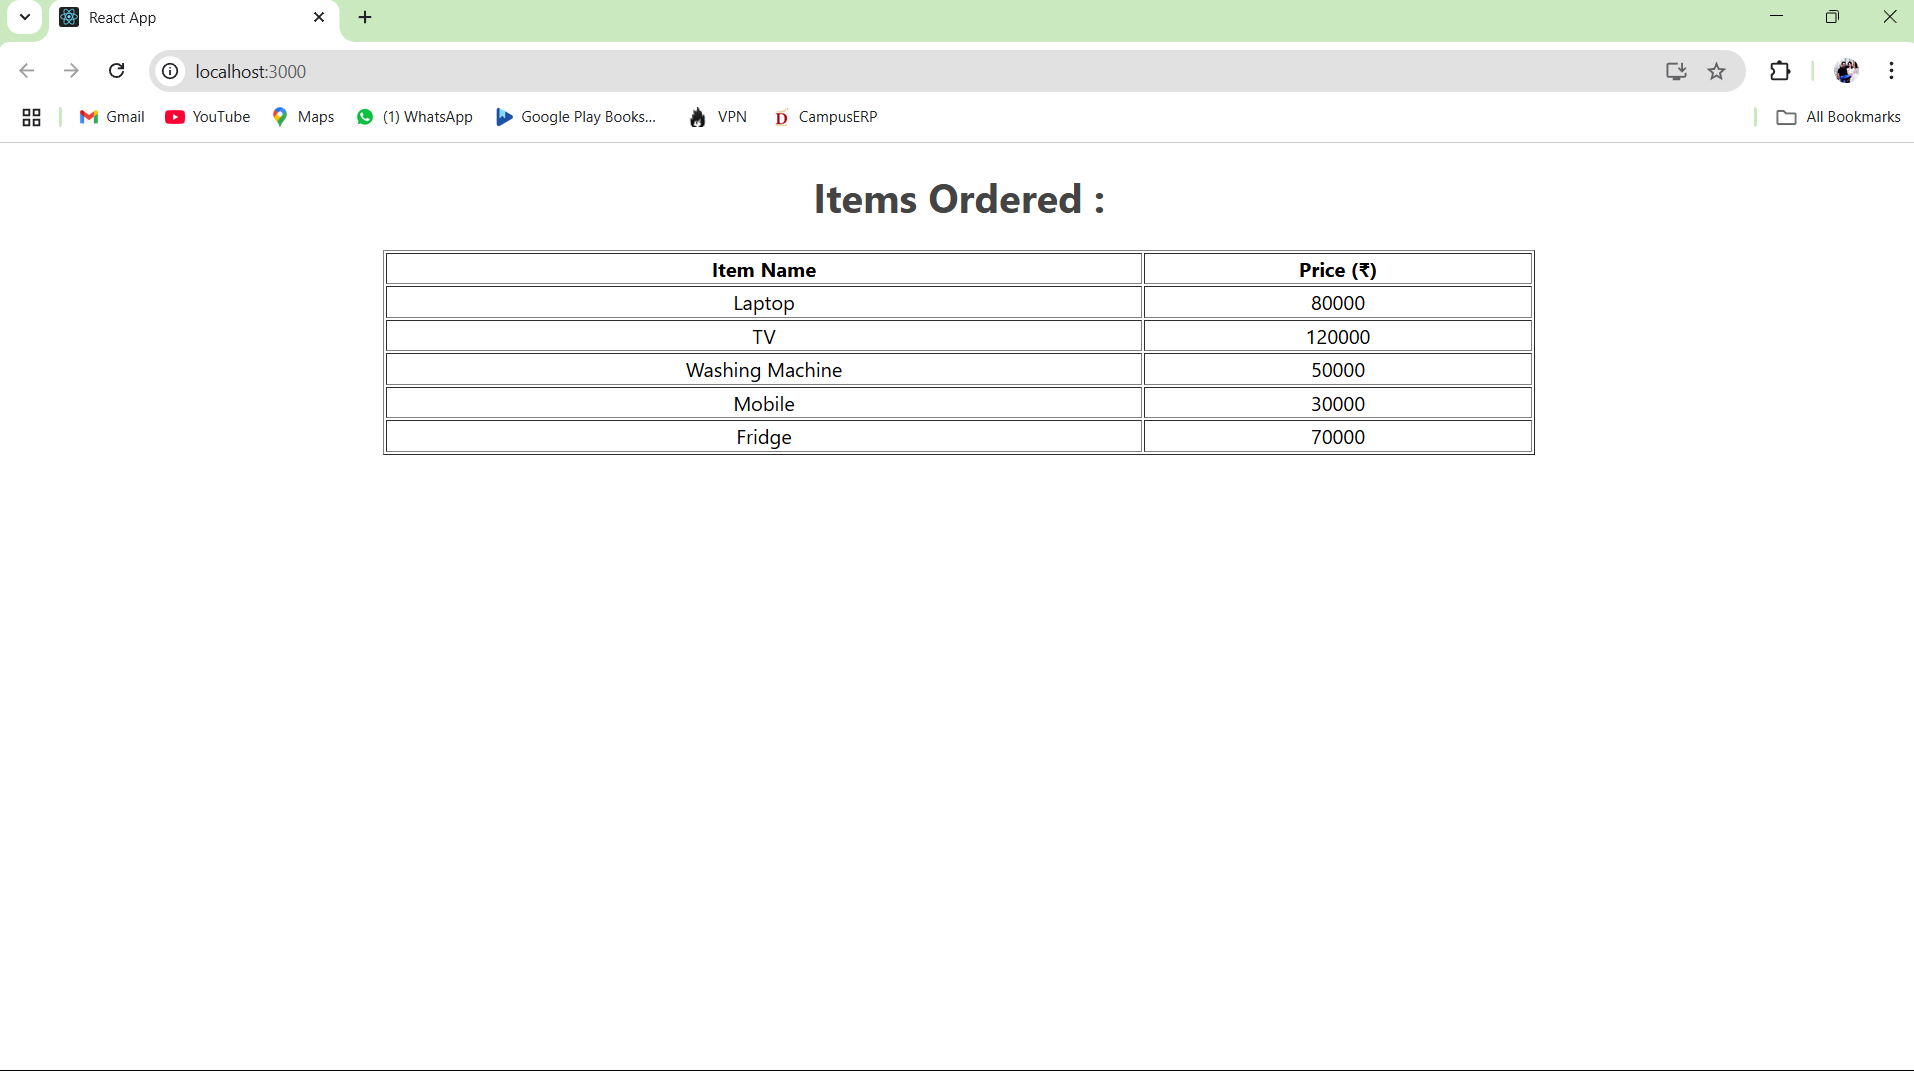 React App
localhost:3000
Gmail YouTube Maps (1) WhatsApp Google Play Books... VPN D CampusERP All Bookmarks
Items Ordered :
Item Name Price (₹)
Laptop 80000
TV 120000
Washing Machine 50000
Mobile 30000
Fridge 70000